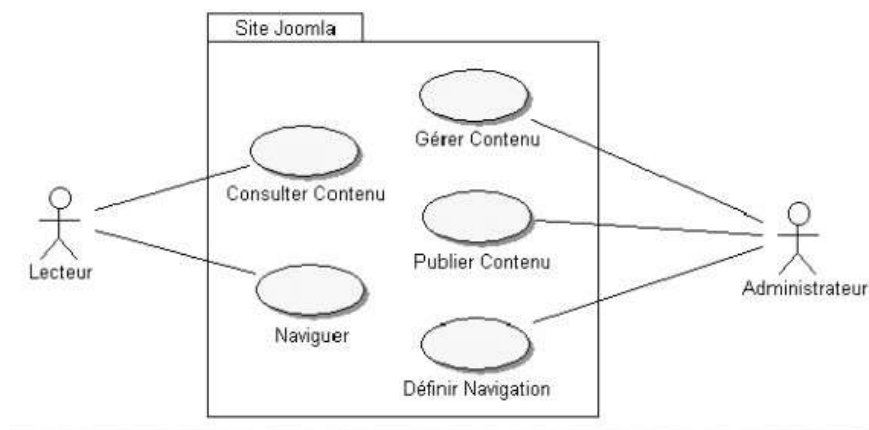 Site Joomla
Gérer Contenu
Consulter Contenu
Lecteur
Publier Contenu
Administrateur
Naviguer
Définir Navigation